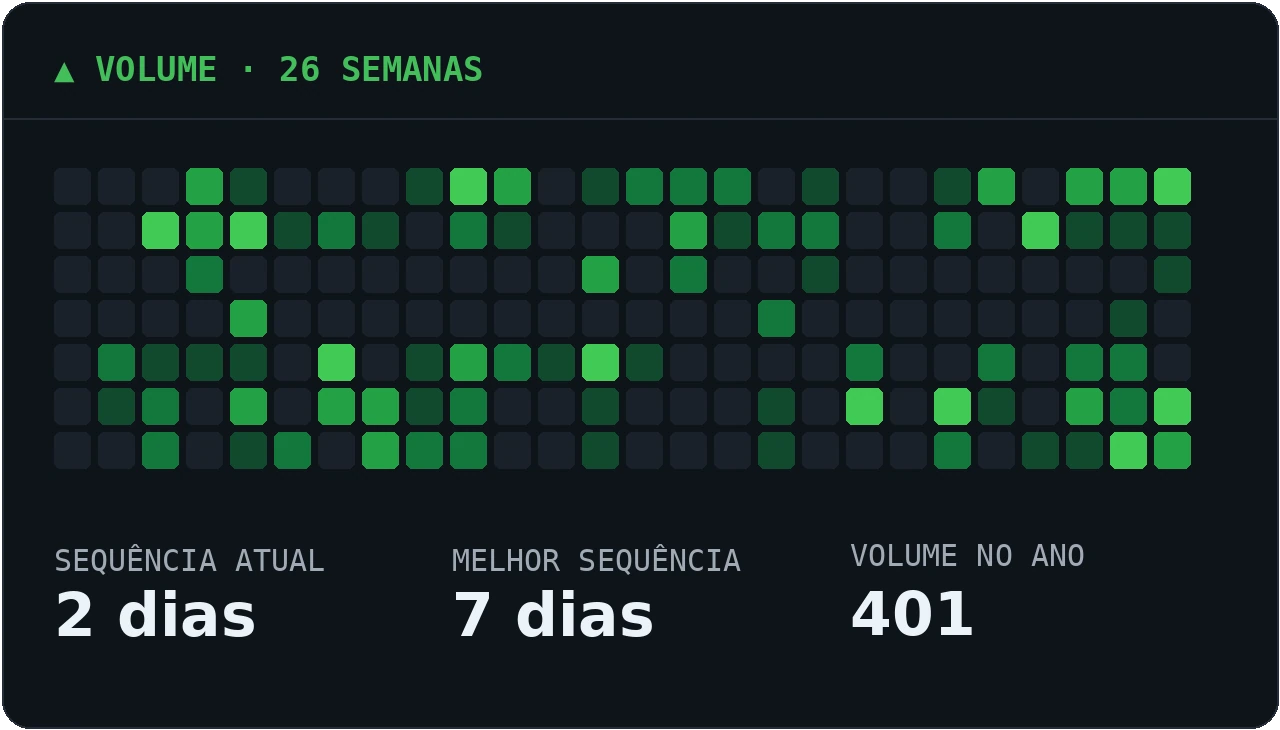 ▲ VOLUME · 26 SEMANAS
SEQUÊNCIA ATUAL
2 dias
MELHOR SEQUÊNCIA
7 dias
VOLUME NO ANO
401